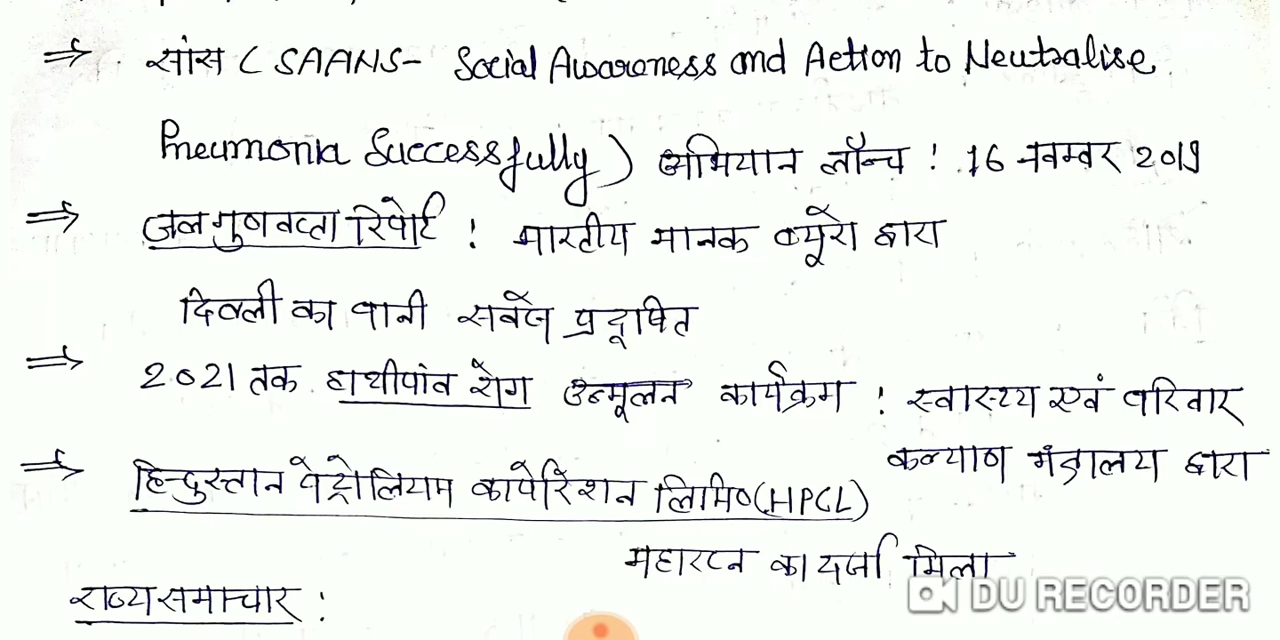 ⇒ सांस ( SAANS - Social Awareness and Action to Neutralise
Pneumonia Successfully ) अभियान लॉन्च : 16 नवम्बर 2019
⇒ जल गुणवत्ता रिपोर्ट : भारतीय मानक ब्यूरो द्वारा
दिल्ली का पानी सर्वे में प्रदूषित
⇒ 2021 तक हाथीपांव रोग उन्मूलन कार्यक्रम : स्वास्थ्य एवं परिवार
कल्याण मंत्रालय द्वारा
⇒ हिन्दुस्तान पेट्रोलियम कार्पोरेशन लिमि०(HPCL)
महारत्न का दर्जा मिला
राज्य समाचार :
DU RECORDER